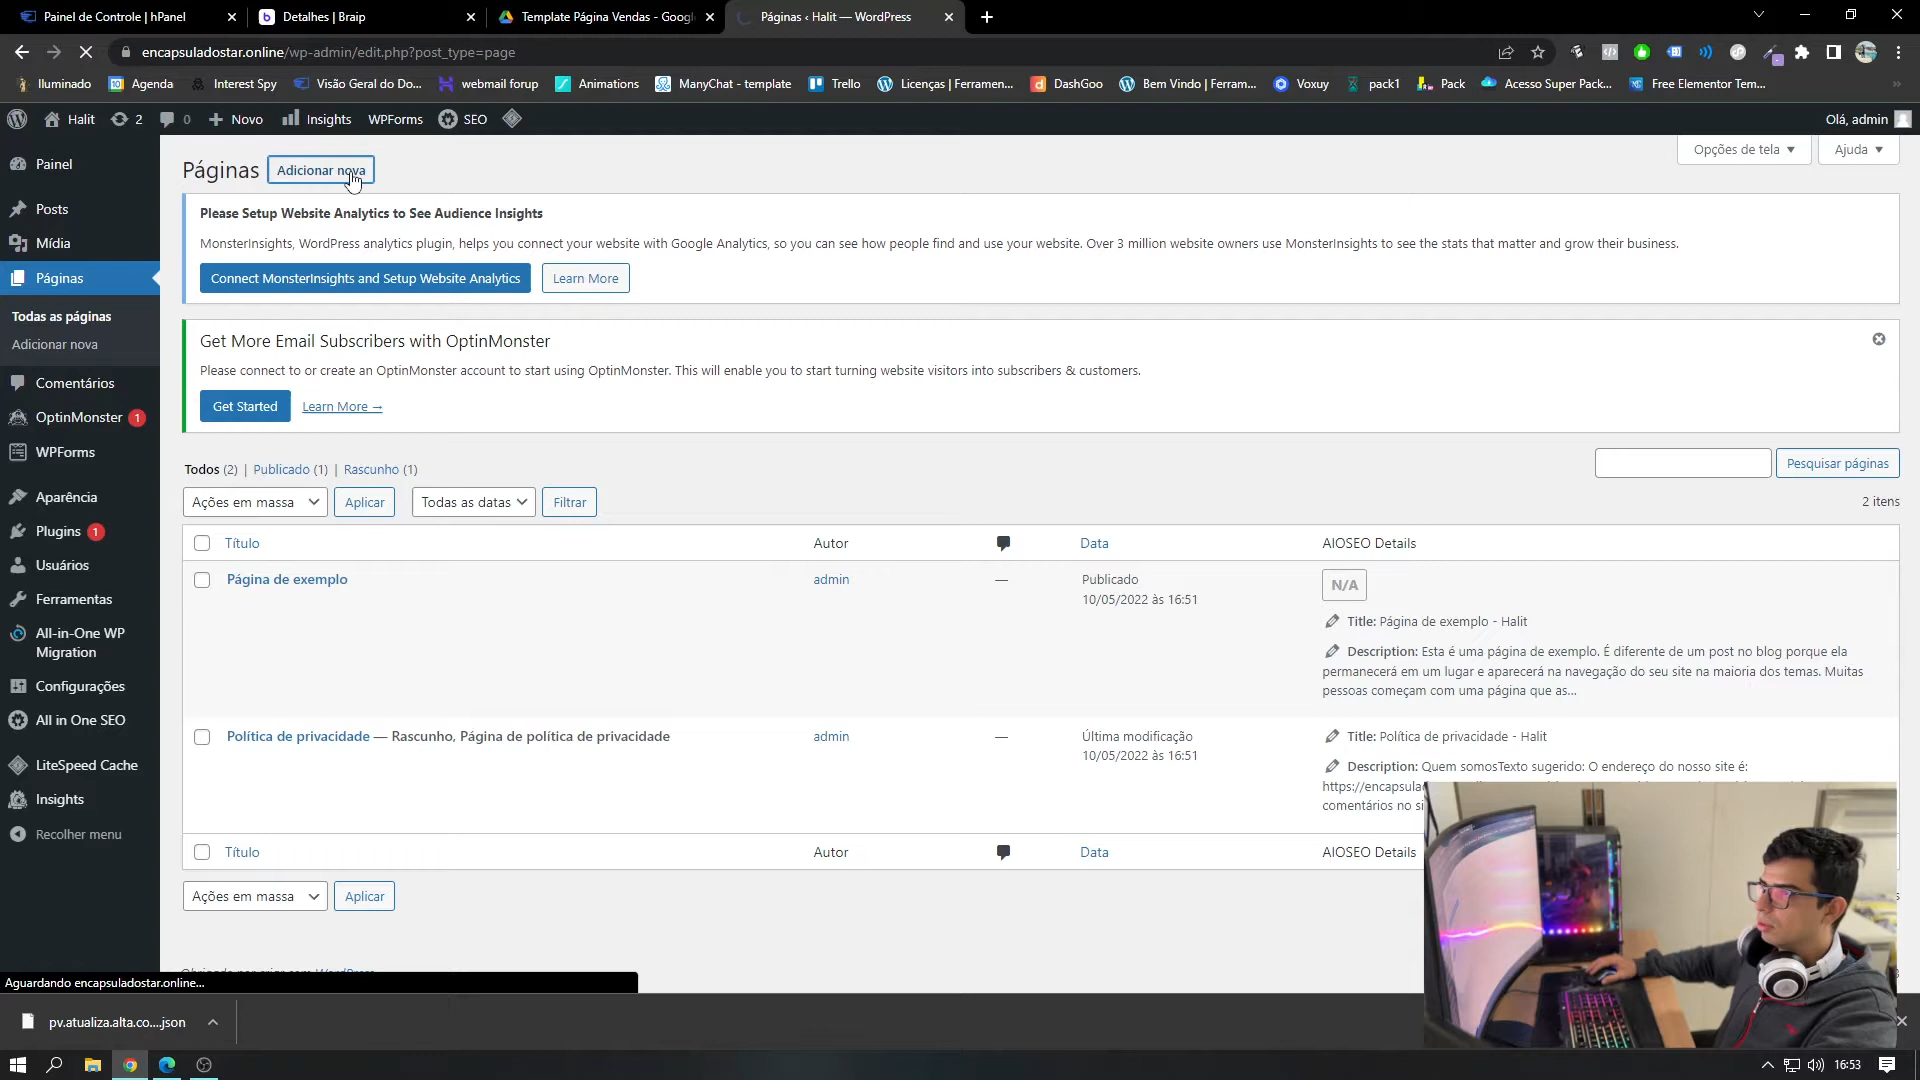 Painel de Controle | hPanel
Detalhes | Braip
Template Página Vendas - Googl
Páginas ‹ Halit — WordPress
encapsuladostar.online/wp-admin/edit.php?post_type=page
Iluminado
Agenda
Interest Spy
Visão Geral do Do...
webmail forup
Animations
ManyChat - template
Trello
Licenças | Ferramen...
DashGoo
Bem Vindo | Ferram...
Voxuy
pack1
Pack
Acesso Super Pack...
Free Elementor Tem...
Halit
2
0
Novo
Insights
WPForms
SEO
Olá, admin
Painel
Posts
Mídia
Páginas
Todas as páginas
Adicionar nova
Comentários
OptinMonster 1
WPForms
Aparência
Plugins 1
Usuários
Ferramentas
All-in-One WP
Migration
Configurações
All in One SEO
LiteSpeed Cache
Insights
Recolher menu
Páginas
Adicionar nova
Opções de tela
Ajuda
Please Setup Website Analytics to See Audience Insights
MonsterInsights, WordPress analytics plugin, helps you connect your website with Google Analytics, so you can see how people find and use your website. Over 3 million website owners use MonsterInsights to see the stats that matter and grow their business.
Connect MonsterInsights and Setup Website Analytics
Learn More
Get More Email Subscribers with OptinMonster
Please connect to or create an OptinMonster account to start using OptinMonster. This will enable you to start turning website visitors into subscribers & customers.
Get Started
Learn More →
Todos (2) | Publicado (1) | Rascunho (1)
Pesquisar páginas
Ações em massa
Aplicar
Todas as datas
Filtrar
2 itens
Título
Autor
Data
AIOSEO Details
Página de exemplo
admin
—
Publicado
10/05/2022 às 16:51
N/A
Title: Página de exemplo - Halit
Description: Esta é uma página de exemplo. É diferente de um post no blog porque ela
permanecerá em um lugar e aparecerá na navegação do seu site na maioria dos temas. Muitas
pessoas começam com uma página que as...
Política de privacidade — Rascunho, Página de política de privacidade
admin
—
Última modificação
10/05/2022 às 16:51
Title: Política de privacidade - Halit
Description: Quem somosTexto sugerido: O endereço do nosso site é:
https://encapsula
comentários no si
Título
Autor
Data
AIOSEO Details
Ações em massa
Aplicar
Obrigado por criar com WordPress
Aguardando encapsuladostar.online...
pv.atualiza.alta.co....json
16:53